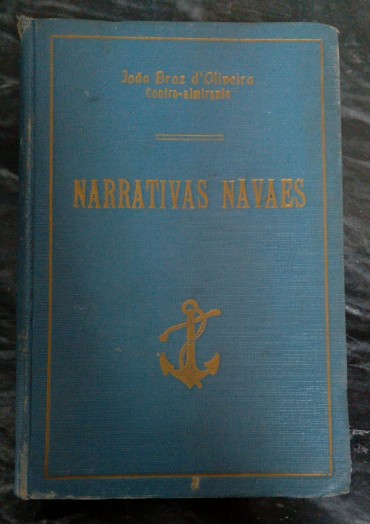 João Braz d'Oliveira
Contra-almirante
NARRATIVAS NAVAES